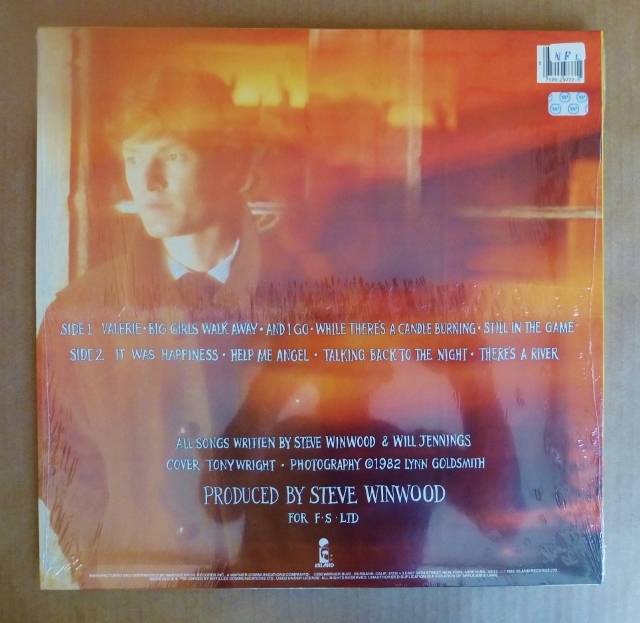 NFL
SIDE 1 VALERIE • BIG GIRLS WALK AWAY • AND I GO • WHILE THERE'S A CANDLE BURNING • STILL IN THE GAME
SIDE 2 IT WAS HAPPINESS • HELP ME ANGEL • TALKING BACK TO THE NIGHT • THERE'S A RIVER
ALL SONGS WRITTEN BY STEVE WINWOOD & WILL JENNINGS
COVER TONY WRIGHT • PHOTOGRAPHY ©1982 LYNN GOLDSMITH
PRODUCED BY STEVE WINWOOD
FOR F•S•LTD
ISLAND